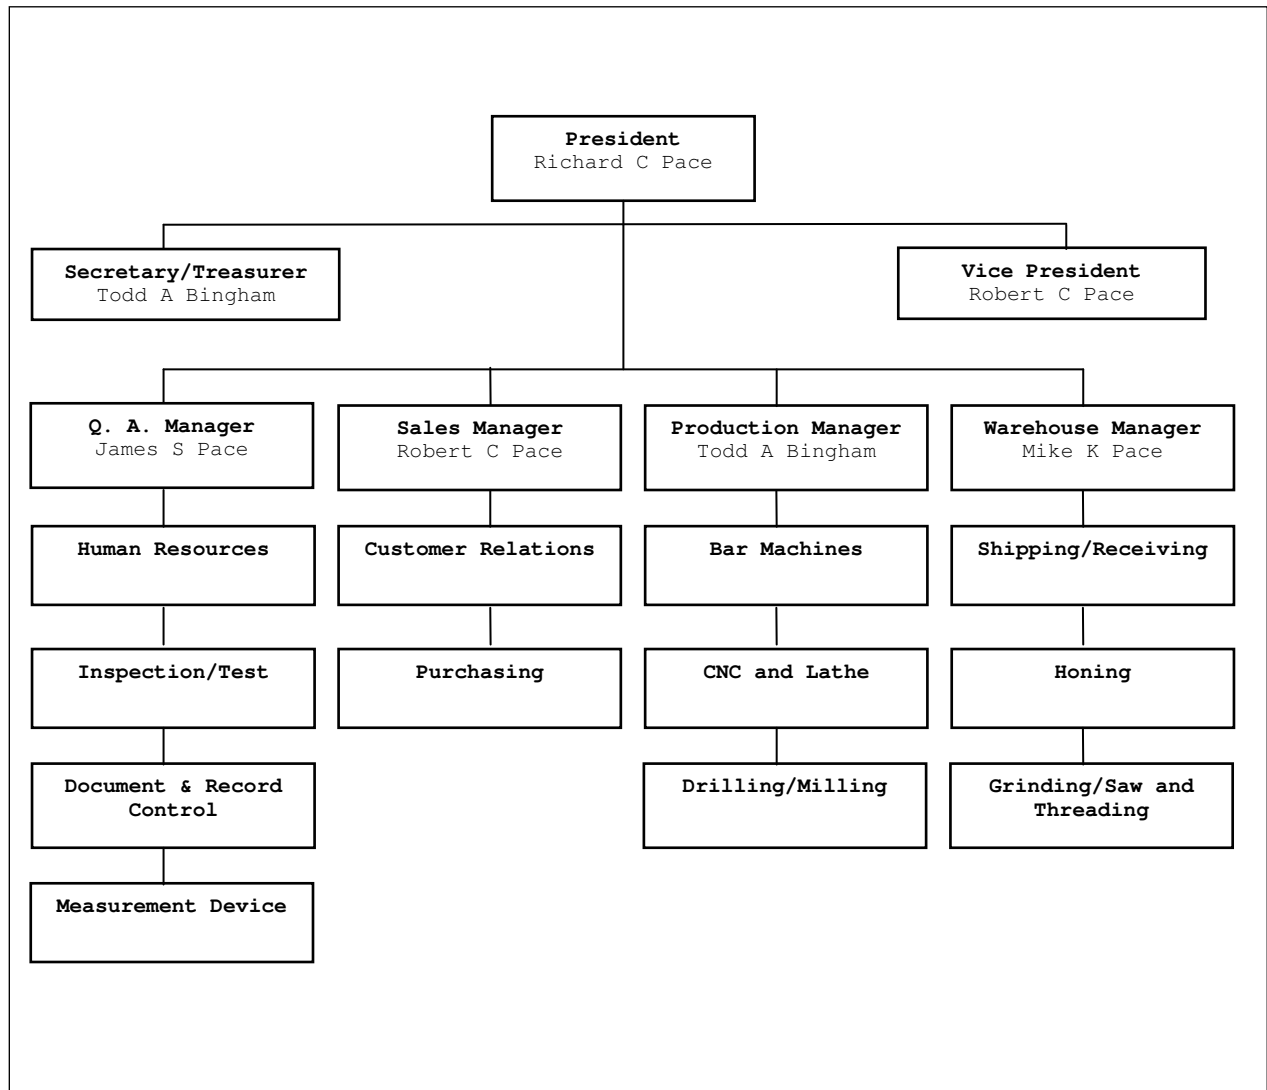 President
Richard C Pace
Secretary/Treasurer
Todd A Bingham
Vice President
Robert C Pace
Q. A. Manager
James S Pace
Sales Manager
Robert C Pace
Production Manager
Todd A Bingham
Warehouse Manager
Mike K Pace
Human Resources
Customer Relations
Bar Machines
Shipping/Receiving
Inspection/Test
Purchasing
CNC and Lathe
Honing
Document & Record
Control
Drilling/Milling
Grinding/Saw and
Threading
Measurement Device